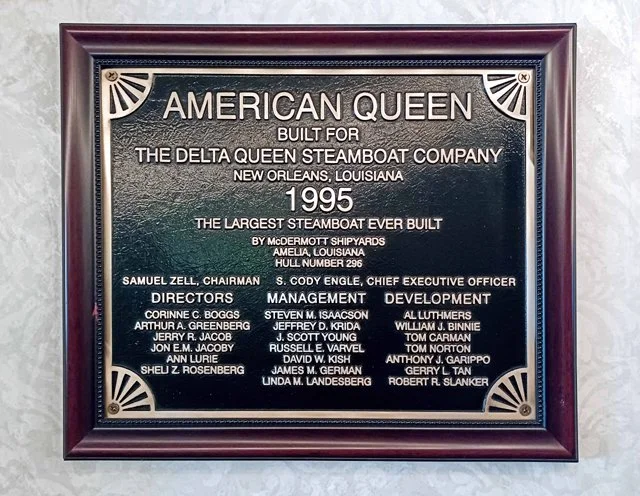 AMERICAN QUEEN
BUILT FOR
THE DELTA QUEEN STEAMBOAT COMPANY
NEW ORLEANS, LOUISIANA
1995
THE LARGEST STEAMBOAT EVER BUILT
BY McDERMOTT SHIPYARDS
AMELIA, LOUISIANA
HULL NUMBER 296
SAMUEL ZELL, CHAIRMAN S. CODY ENGLE, CHIEF EXECUTIVE OFFICER
DIRECTORS
CORINNE C. BOGGS
ARTHUR A. GREENBERG
JERRY R. JACOB
JON E.M. JACOBY
ANN LURIE
SHELI Z. ROSENBERG
MANAGEMENT
STEVEN M. ISAACSON
JEFFREY D. KRIDA
J. SCOTT YOUNG
RUSSELL E. VARVEL
DAVID W. KISH
JAMES M. GERMAN
LINDA M. LANDESBERG
DEVELOPMENT
AL LUTHMERS
WILLIAM J. BINNIE
TOM CARMAN
TOM NORTON
ANTHONY J. GARIPPO
GERRY L. TAN
ROBERT R. SLANKER